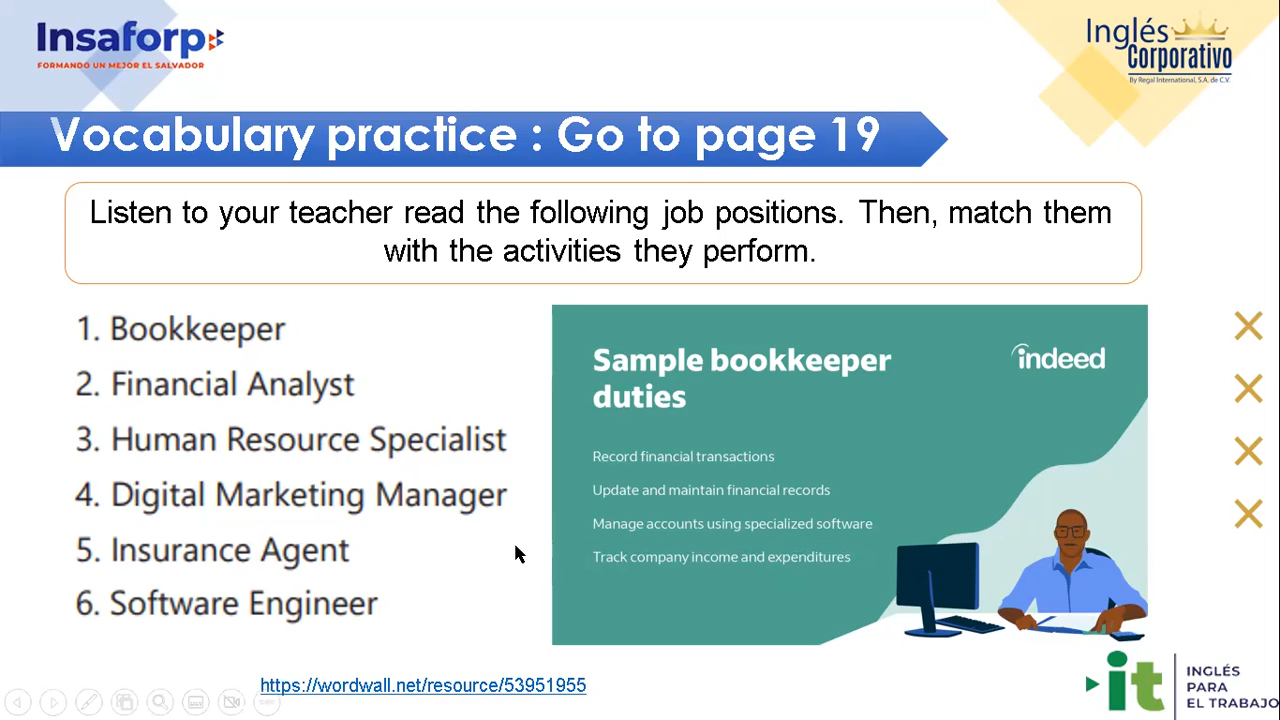 Insaforp
FORMANDO UN MEJOR EL SALVADOR
Inglés
Corporativo
By Regal International, S.A. de C.V.
Vocabulary practice : Go to page 19
Listen to your teacher read the following job positions. Then, match them
with the activities they perform.
1. Bookkeeper
2. Financial Analyst
3. Human Resource Specialist
4. Digital Marketing Manager
5. Insurance Agent
6. Software Engineer
Sample bookkeeper
duties
indeed
Record financial transactions
Update and maintain financial records
Manage accounts using specialized software
Track company income and expenditures
https://wordwall.net/resource/53951955
it
INGLÉS
PARA
EL TRABAJO